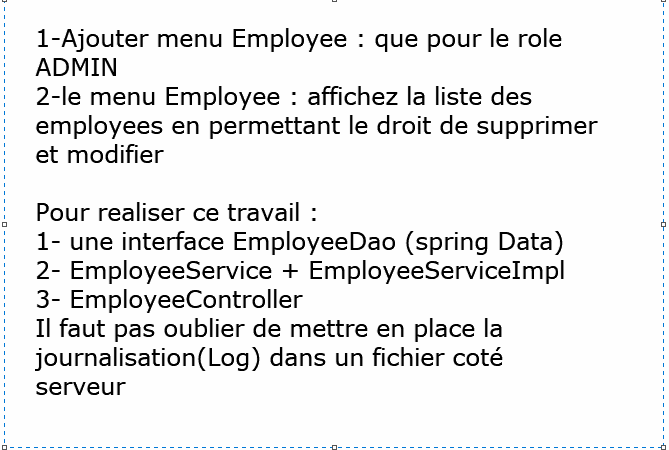 1-Ajouter menu Employee : que pour le role
ADMIN
2-le menu Employee : affichez la liste des
employees en permettant le droit de supprimer
et modifier
Pour realiser ce travail :
1- une interface EmployeeDao (spring Data)
2- EmployeeService + EmployeeServiceImpl
3- EmployeeController
Il faut pas oublier de mettre en place la
journalisation(Log) dans un fichier coté
serveur